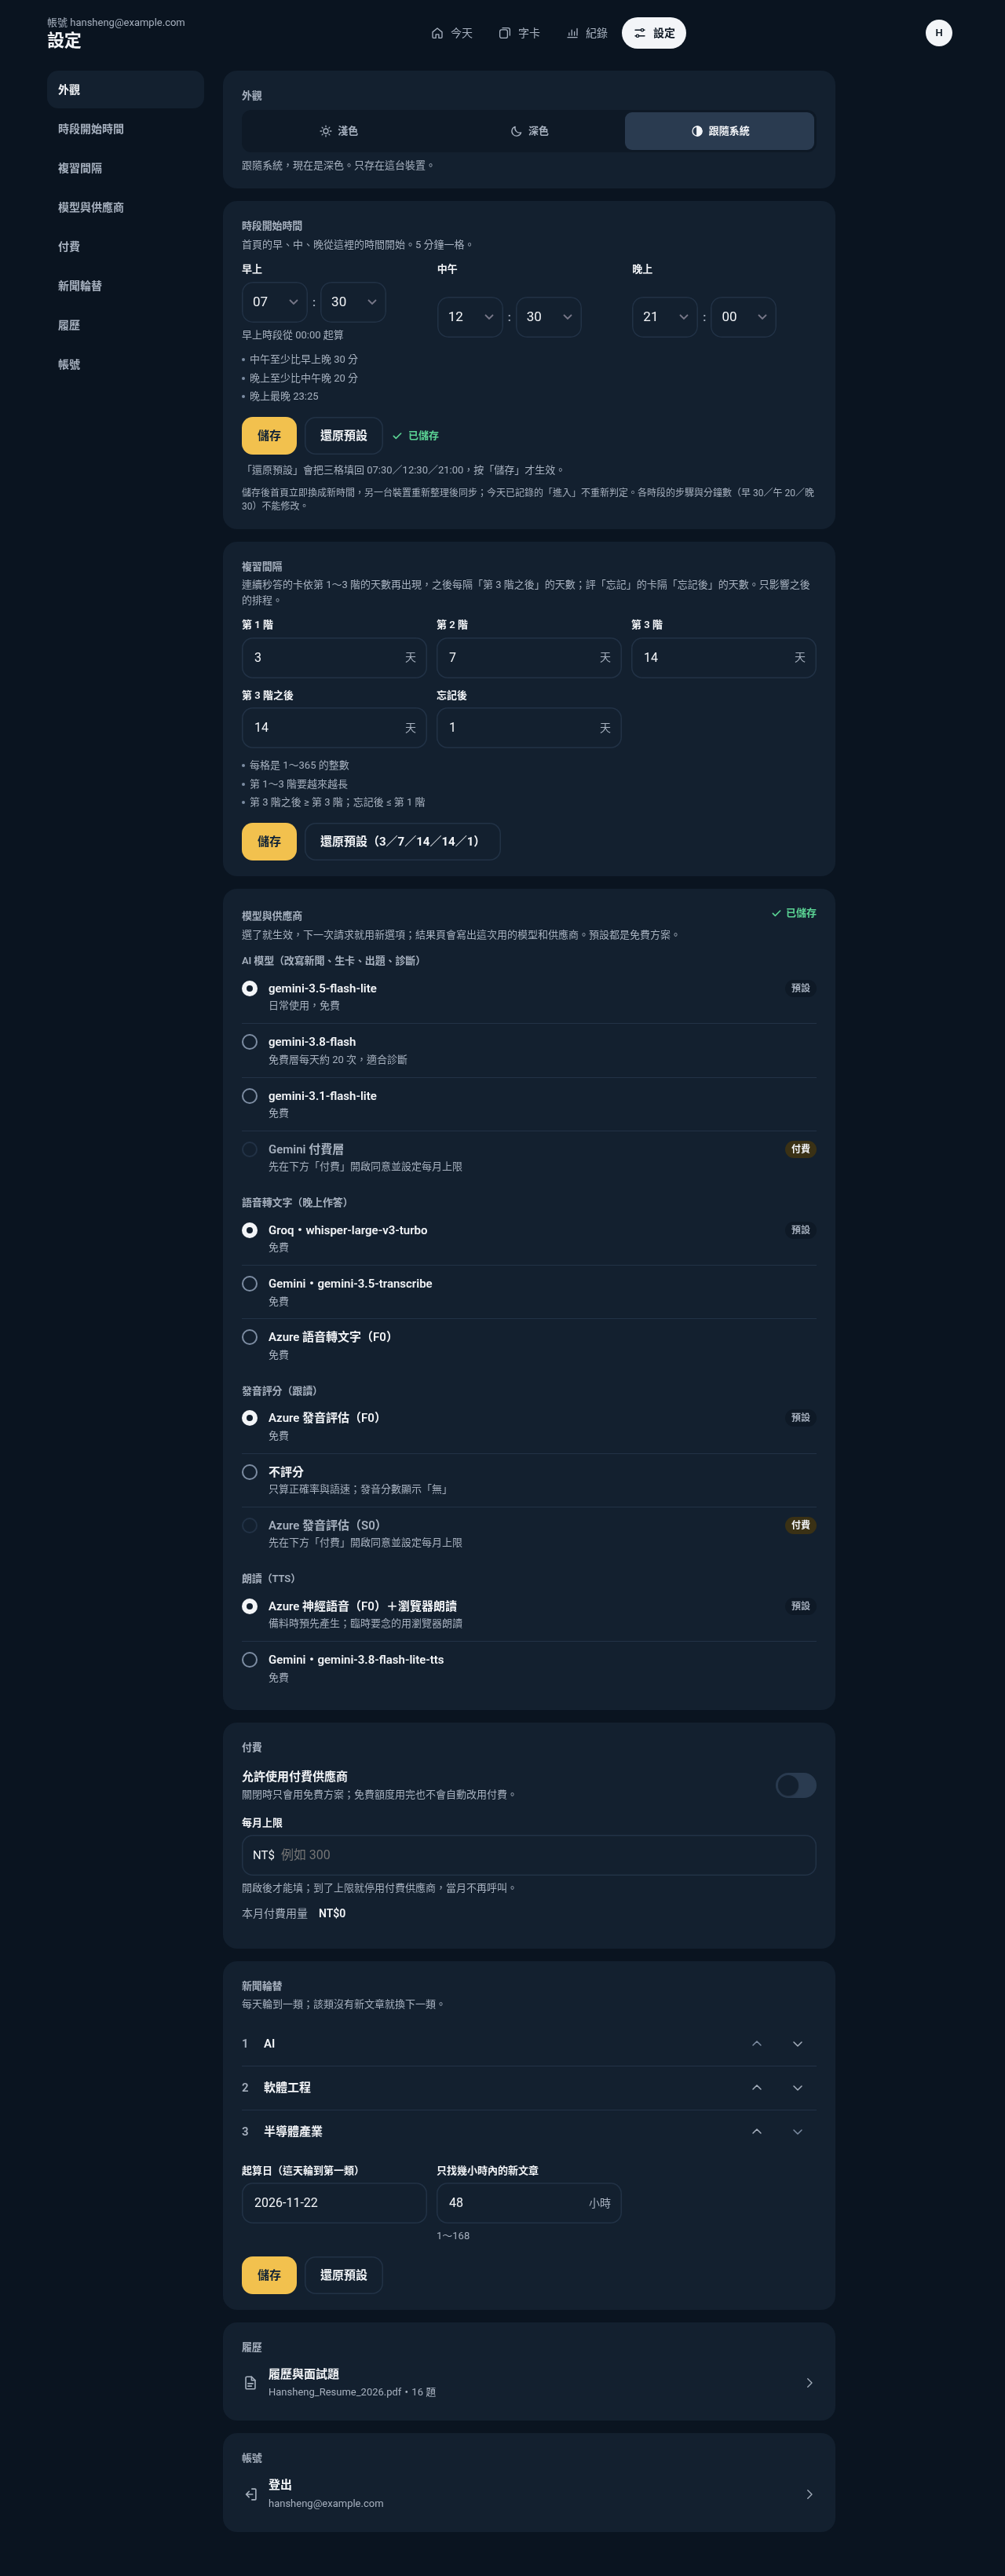 帳號 hansheng@example.com
設定
今天
字卡
紀錄
設定
H
外觀
時段開始時間
複習間隔
模型與供應商
付費
新聞輪替
履歷
帳號
外觀
淺色
深色
跟隨系統
跟隨系統，現在是深色。只存在這台裝置。
時段開始時間
首頁的早、中、晚從這裡的時間開始。5 分鐘一格。
早上
中午
晚上
07 : 30
12 : 30
21 : 00
早上時段從 00:00 起算
• 中午至少比早上晚 30 分
• 晚上至少比中午晚 20 分
• 晚上最晚 23:25
儲存
還原預設
已儲存
「還原預設」會把三格填回 07:30／12:30／21:00，按「儲存」才生效。
儲存後首頁立即換成新時間，另一台裝置重新整理後同步；今天已記錄的「進入」不重新判定。各時段的步驟與分鐘數（早 30／午 20／晚
30）不能修改。
複習間隔
連續秒答的卡依第 1～3 階的天數再出現，之後每隔「第 3 階之後」的天數；評「忘記」的卡隔「忘記後」的天數。只影響之後
的排程。
第 1 階
第 2 階
第 3 階
3 天
7 天
14 天
第 3 階之後
忘記後
14 天
1 天
• 每格是 1～365 的整數
• 第 1～3 階要越來越長
• 第 3 階之後 ≥ 第 3 階；忘記後 ≤ 第 1 階
儲存
還原預設（3／7／14／14／1）
模型與供應商
已儲存
選了就生效，下一次請求就用新選項；結果頁會寫出這次用的模型和供應商。預設都是免費方案。
AI 模型（改寫新聞、生卡、出題、診斷）
gemini-3.5-flash-lite
預設
日常使用，免費
gemini-3.8-flash
免費層每天約 20 次，適合診斷
gemini-3.1-flash-lite
免費
Gemini 付費層
付費
先在下方「付費」開啟同意並設定每月上限
語音轉文字（晚上作答）
Groq・whisper-large-v3-turbo
預設
免費
Gemini・gemini-3.5-transcribe
免費
Azure 語音轉文字（F0）
免費
發音評分（跟讀）
Azure 發音評估（F0）
預設
免費
不評分
只算正確率與語速；發音分數顯示「無」
Azure 發音評估（S0）
付費
先在下方「付費」開啟同意並設定每月上限
朗讀（TTS）
Azure 神經語音（F0）＋瀏覽器朗讀
預設
備料時預先產生；臨時要念的用瀏覽器朗讀
Gemini・gemini-3.8-flash-lite-tts
免費
付費
允許使用付費供應商
關閉時只會用免費方案；免費額度用完也不會自動改用付費。
每月上限
NT$ 例如 300
開啟後才能填；到了上限就停用付費供應商，當月不再呼叫。
本月付費用量 NT$0
新聞輪替
每天輪到一類；該類沒有新文章就換下一類。
1 AI
2 軟體工程
3 半導體產業
起算日（這天輪到第一類）
只找幾小時內的新文章
2026-11-22
48 小時
1～168
儲存
還原預設
履歷
履歷與面試題
Hansheng_Resume_2026.pdf・16 題
帳號
登出
hansheng@example.com